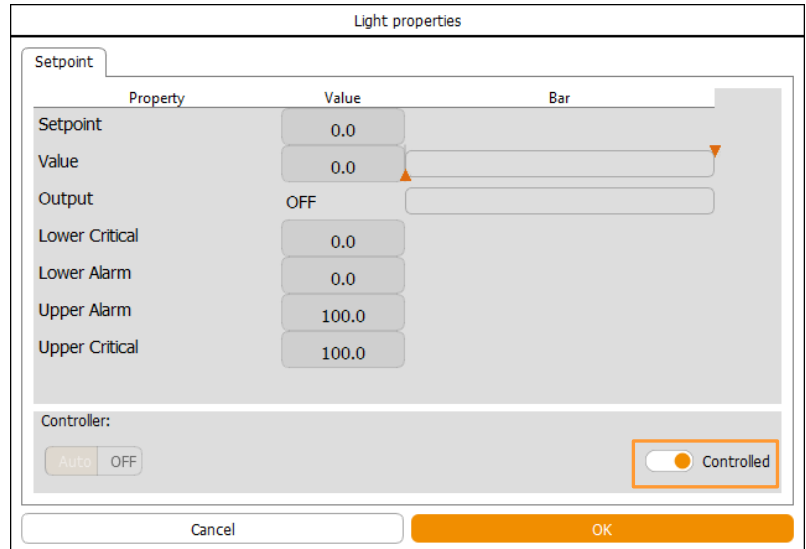 Light properties
Setpoint
Property Value Bar
Setpoint 0.0
Value 0.0
Output OFF
Lower Critical 0.0
Lower Alarm 0.0
Upper Alarm 100.0
Upper Critical 100.0
Controller:
Auto OFF Controlled
Cancel OK